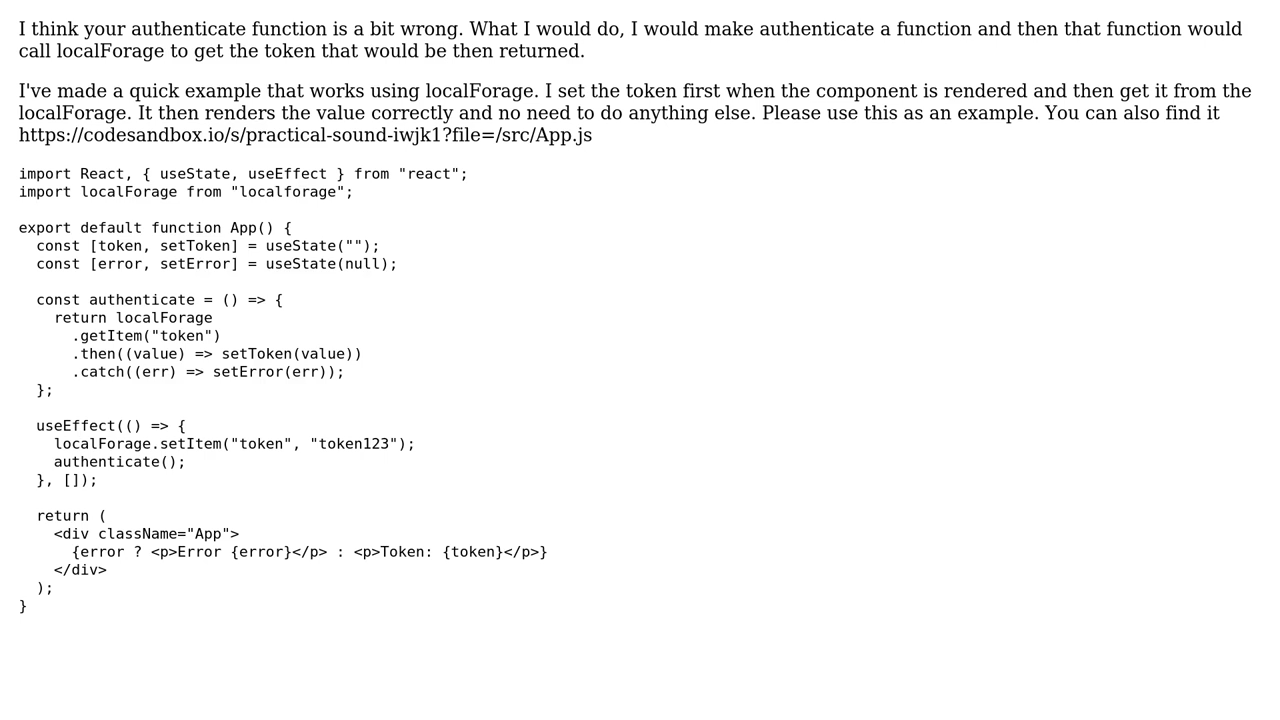 I think your authenticate function is a bit wrong. What I would do, I would make authenticate a function and then that function would
call localForage to get the token that would be then returned.
I've made a quick example that works using localForage. I set the token first when the component is rendered and then get it from the
localForage. It then renders the value correctly and no need to do anything else. Please use this as an example. You can also find it
https://codesandbox.io/s/practical-sound-iwjk1?file=/src/App.js
import React, { useState, useEffect } from "react";
import localForage from "localforage";

export default function App() {
  const [token, setToken] = useState("");
  const [error, setError] = useState(null);

  const authenticate = () => {
    return localForage
      .getItem("token")
      .then((value) => setToken(value))
      .catch((err) => setError(err));
  };

  useEffect(() => {
    localForage.setItem("token", "token123");
    authenticate();
  }, []);

  return (
    <div className="App">
      {error ? <p>Error {error}</p> : <p>Token: {token}</p>}
    </div>
  );
}